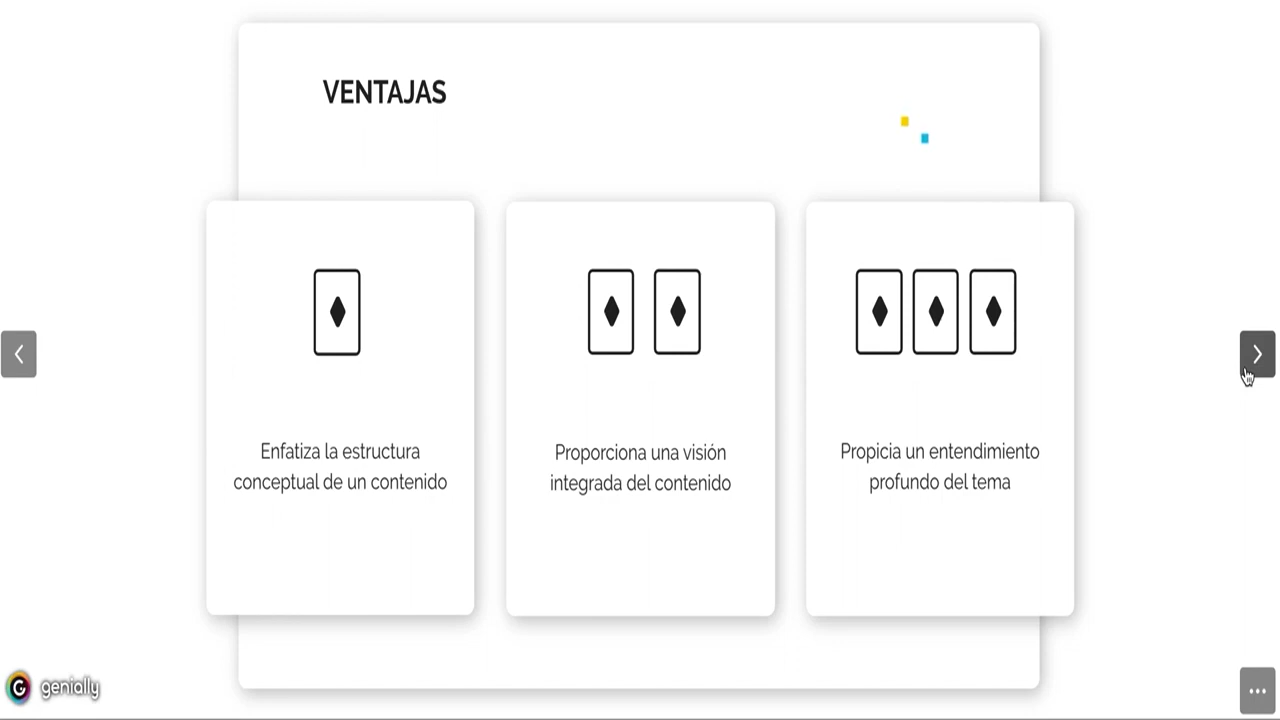 VENTAJAS
Enfatiza la estructura
conceptual de un contenido
Proporciona una visión
integrada del contenido
Propicia un entendimiento
profundo del tema
genially